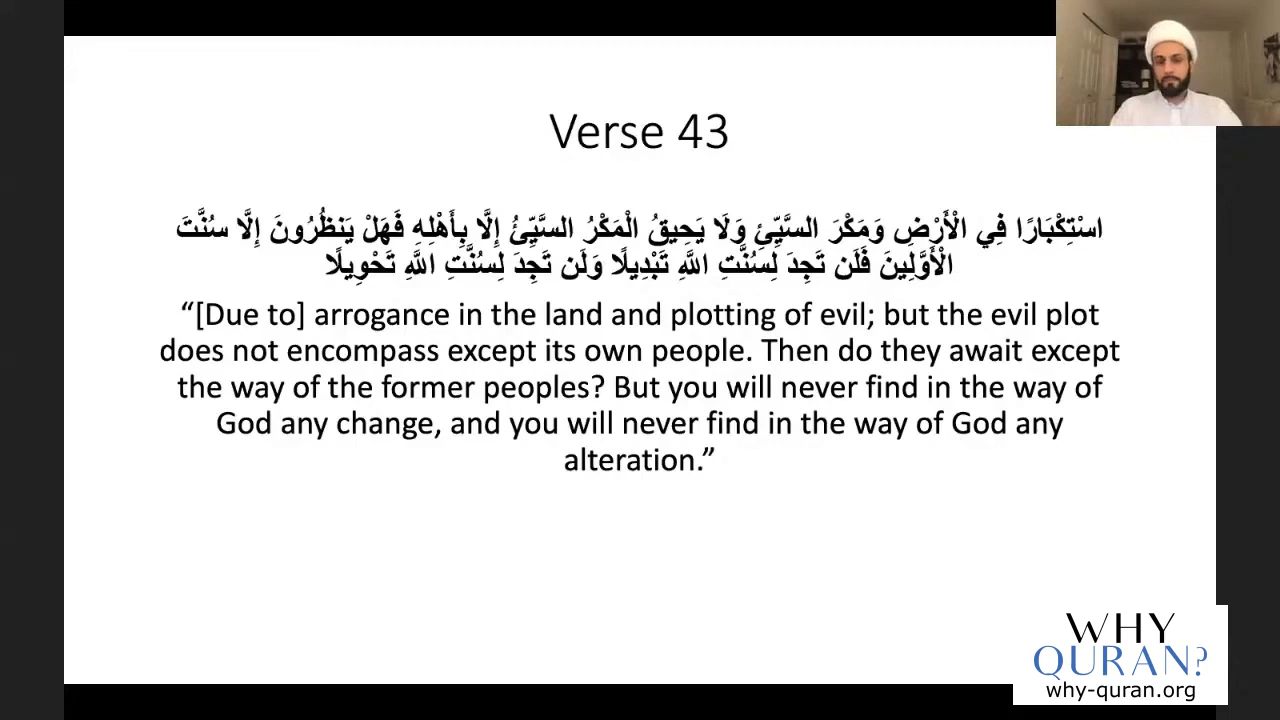 Verse 43
اسْتِكْبَارًا فِي الْأَرْضِ وَمَكْرَ السَّيِّئِ وَلَا يَحِيقُ الْمَكْرُ السَّيِّئُ إِلَّا بِأَهْلِهِ فَهَلْ يَنظُرُونَ إِلَّا سُنَّتَ
الْأَوَّلِينَ فَلَن تَجِدَ لِسُنَّتِ اللَّهِ تَبْدِيلًا وَلَن تَجِدَ لِسُنَّتِ اللَّهِ تَحْوِيلًا
“[Due to] arrogance in the land and plotting of evil; but the evil plot
does not encompass except its own people. Then do they await except
the way of the former peoples? But you will never find in the way of
God any change, and you will never find in the way of God any
alteration.”
WHY
QURAN?
why-quran.org